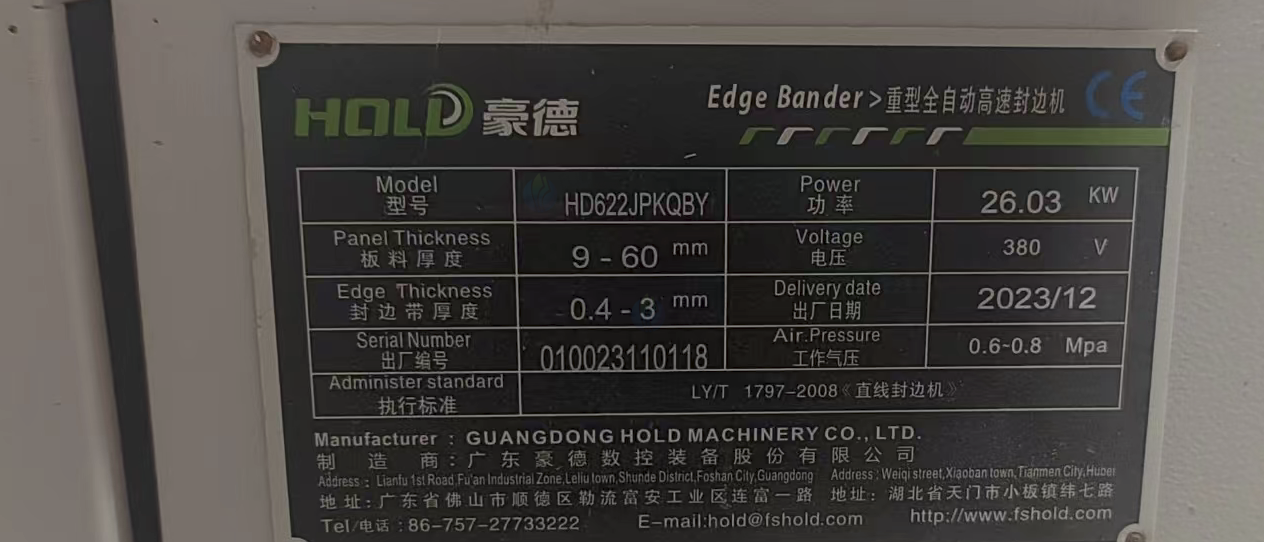 HOLD 豪德
Edge Bander > 重型全自动高速封边机 CE
Model 型号 HD622JPKQBY Power 功率 26.03 KW
Panel Thickness 板料厚度 9 - 60 mm Voltage 电压 380 V
Edge Thickness 封边带厚度 0.4 - 3 mm Delivery date 出厂日期 2023/12
Serial Number 出厂编号 010023110118 Air.Pressure 工作气压 0.6-0.8 Mpa
Administer standard 执行标准 LY/T 1797-2008《直线封边机》
Manufacturer : GUANGDONG HOLD MACHINERY CO., LTD.
制造商:广东豪德数控装备股份有限公司
Address : Lianfu 1st Road,Fu'an Industrial Zone,Leliu town,Shunde District,Foshan City,Guangdong Address : Weiqi street,Xiaoban town,Tianmen City,Hubei
地址:广东省佛山市顺德区勒流富安工业区连富一路 地址: 湖北省天门市小板镇纬七路
Tel/电话 : 86-757-27733222 E-mail:hold@fshold.com http://www.fshold.com